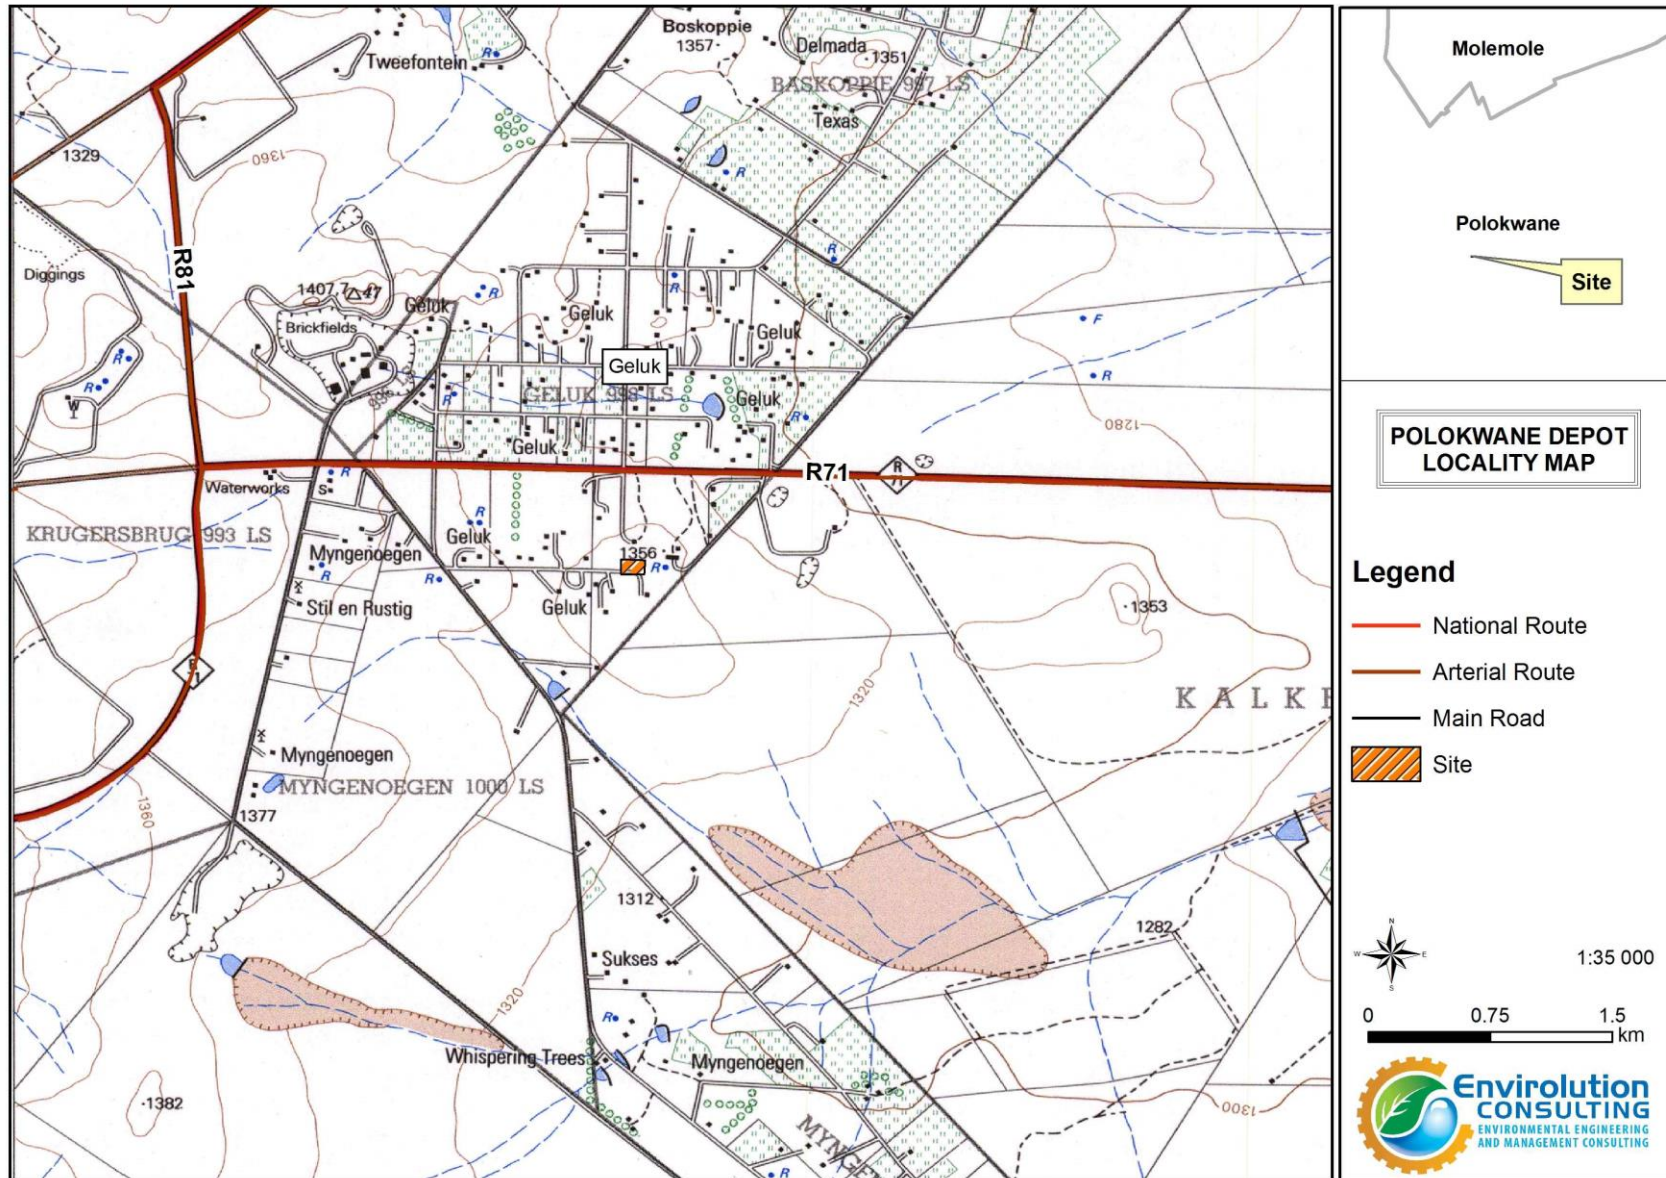 Boskoppie
1357
Delmada
1351
Tweefontein
R
BASKOPPIE 997 LS
Texas
1329
1360
R
R81
R
Diggings
R
1407,7 47
R
Geluk
Geluk
F
Brickfields
Geluk
Geluk
R
R
R
W
R
GELUK 998 LS
Geluk
R
Geluk
R71
R
71
1280
Waterworks
R
S
KRUGERSBRUG 993 LS
R
Geluk
1356
Myngenoegen
R
R
R
Stil en Rustig
Geluk
1353
1320
KALK
Myngenoegen
MYNGENOEGEN 1000 LS
1360
1377
1312
1282
Sukses
1320
R
Whispering Trees
Myngenoegen
1382
1300
R
Molemole
Polokwane
Site
POLOKWANE DEPOT
LOCALITY MAP
Legend
National Route
Arterial Route
Main Road
Site
N
W E
S
1:35 000
0 0.75 1.5
km
Envirolution
CONSULTING
ENVIRONMENTAL ENGINEERING
AND MANAGEMENT CONSULTING